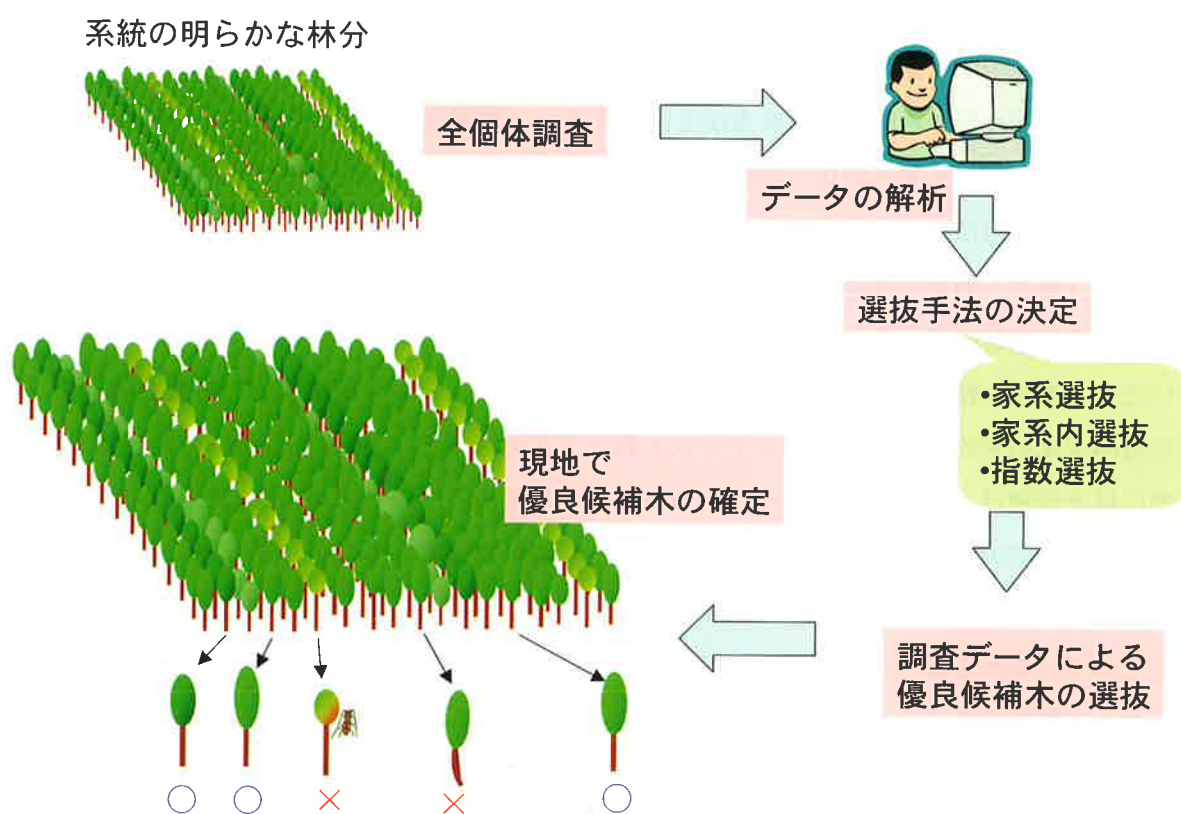 系統の明らかな林分
全個体調査
データの解析
選抜手法の決定
•家系選抜
•家系内選抜
•指数選抜
調査データによる
優良候補木の選抜
現地で
優良候補木の確定
○ ○ × × ○